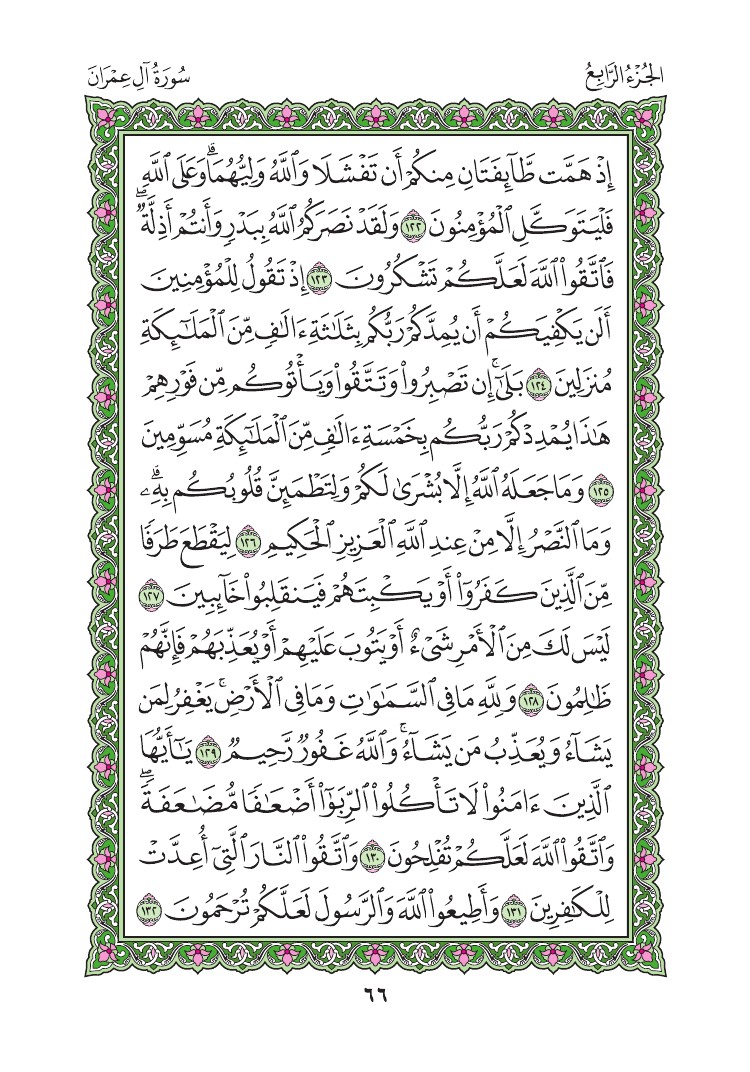 الجُزْءُ الرَّابِعُ
سُورَةُ آلِ عِمْرَانَ
إِذْ هَمَّت طَّآئِفَتَانِ مِنكُمْ أَن تَفْشَلَا وَٱللَّهُ وَلِيُّهُمَاۗ وَعَلَى ٱللَّهِ
فَلْيَتَوَكَّلِ ٱلْمُؤْمِنُونَ ١٢٢ وَلَقَدْ نَصَرَكُمُ ٱللَّهُ بِبَدْرٍ وَأَنتُمْ أَذِلَّةٌۖ
فَٱتَّقُوا۟ ٱللَّهَ لَعَلَّكُمْ تَشْكُرُونَ ١٢٣ إِذْ تَقُولُ لِلْمُؤْمِنِينَ
أَلَن يَكْفِيَكُمْ أَن يُمِدَّكُمْ رَبُّكُم بِثَلَٰثَةِ ءَالَٰفٍ مِّنَ ٱلْمَلَٰٓئِكَةِ
مُنزَلِينَ ١٢٤ بَلَىٰٓۚ إِن تَصْبِرُوا۟ وَتَتَّقُوا۟ وَيَأْتُوكُم مِّن فَوْرِهِمْ
هَٰذَا يُمْدِدْكُمْ رَبُّكُم بِخَمْسَةِ ءَالَٰفٍ مِّنَ ٱلْمَلَٰٓئِكَةِ مُسَوِّمِينَ
١٢٥ وَمَا جَعَلَهُ ٱللَّهُ إِلَّا بُشْرَىٰ لَكُمْ وَلِتَطْمَئِنَّ قُلُوبُكُم بِهِۦۗ
وَمَا ٱلنَّصْرُ إِلَّا مِنْ عِندِ ٱللَّهِ ٱلْعَزِيزِ ٱلْحَكِيمِ ١٢٦ لِيَقْطَعَ طَرَفًا
مِّنَ ٱلَّذِينَ كَفَرُوٓا۟ أَوْ يَكْبِتَهُمْ فَيَنقَلِبُوا۟ خَآئِبِينَ ١٢٧
لَيْسَ لَكَ مِنَ ٱلْأَمْرِ شَىْءٌ أَوْ يَتُوبَ عَلَيْهِمْ أَوْ يُعَذِّبَهُمْ فَإِنَّهُمْ
ظَٰلِمُونَ ١٢٨ وَلِلَّهِ مَا فِى ٱلسَّمَٰوَٰتِ وَمَا فِى ٱلْأَرْضِۚ يَغْفِرُ لِمَن
يَشَآءُ وَيُعَذِّبُ مَن يَشَآءُۚ وَٱللَّهُ غَفُورٌ رَّحِيمٌ ١٢٩ يَٰٓأَيُّهَا
ٱلَّذِينَ ءَامَنُوا۟ لَا تَأْكُلُوا۟ ٱلرِّبَوٰٓا۟ أَضْعَٰفًا مُّضَٰعَفَةًۖ
وَٱتَّقُوا۟ ٱللَّهَ لَعَلَّكُمْ تُفْلِحُونَ ١٣٠ وَٱتَّقُوا۟ ٱلنَّارَ ٱلَّتِىٓ أُعِدَّتْ
لِلْكَٰفِرِينَ ١٣١ وَأَطِيعُوا۟ ٱللَّهَ وَٱلرَّسُولَ لَعَلَّكُمْ تُرْحَمُونَ ١٣٢
٦٦